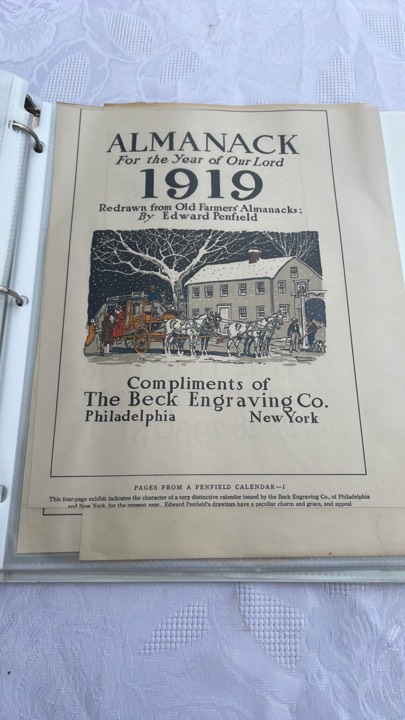 ALMANACK
For the Year of Our Lord
1919
Redrawn from Old Farmers' Almanacks;
By Edward Penfield
Compliments of
The Beck Engraving Co.
Philadelphia New York
PAGES FROM A PENFIELD CALENDAR—I
This four-page exhibit indicates the character of a very distinctive calendar issued by the Beck Engraving Co., of Philadelphia
and New York, for the present year. Edward Penfield's drawings have a peculiar charm and grace, and appeal